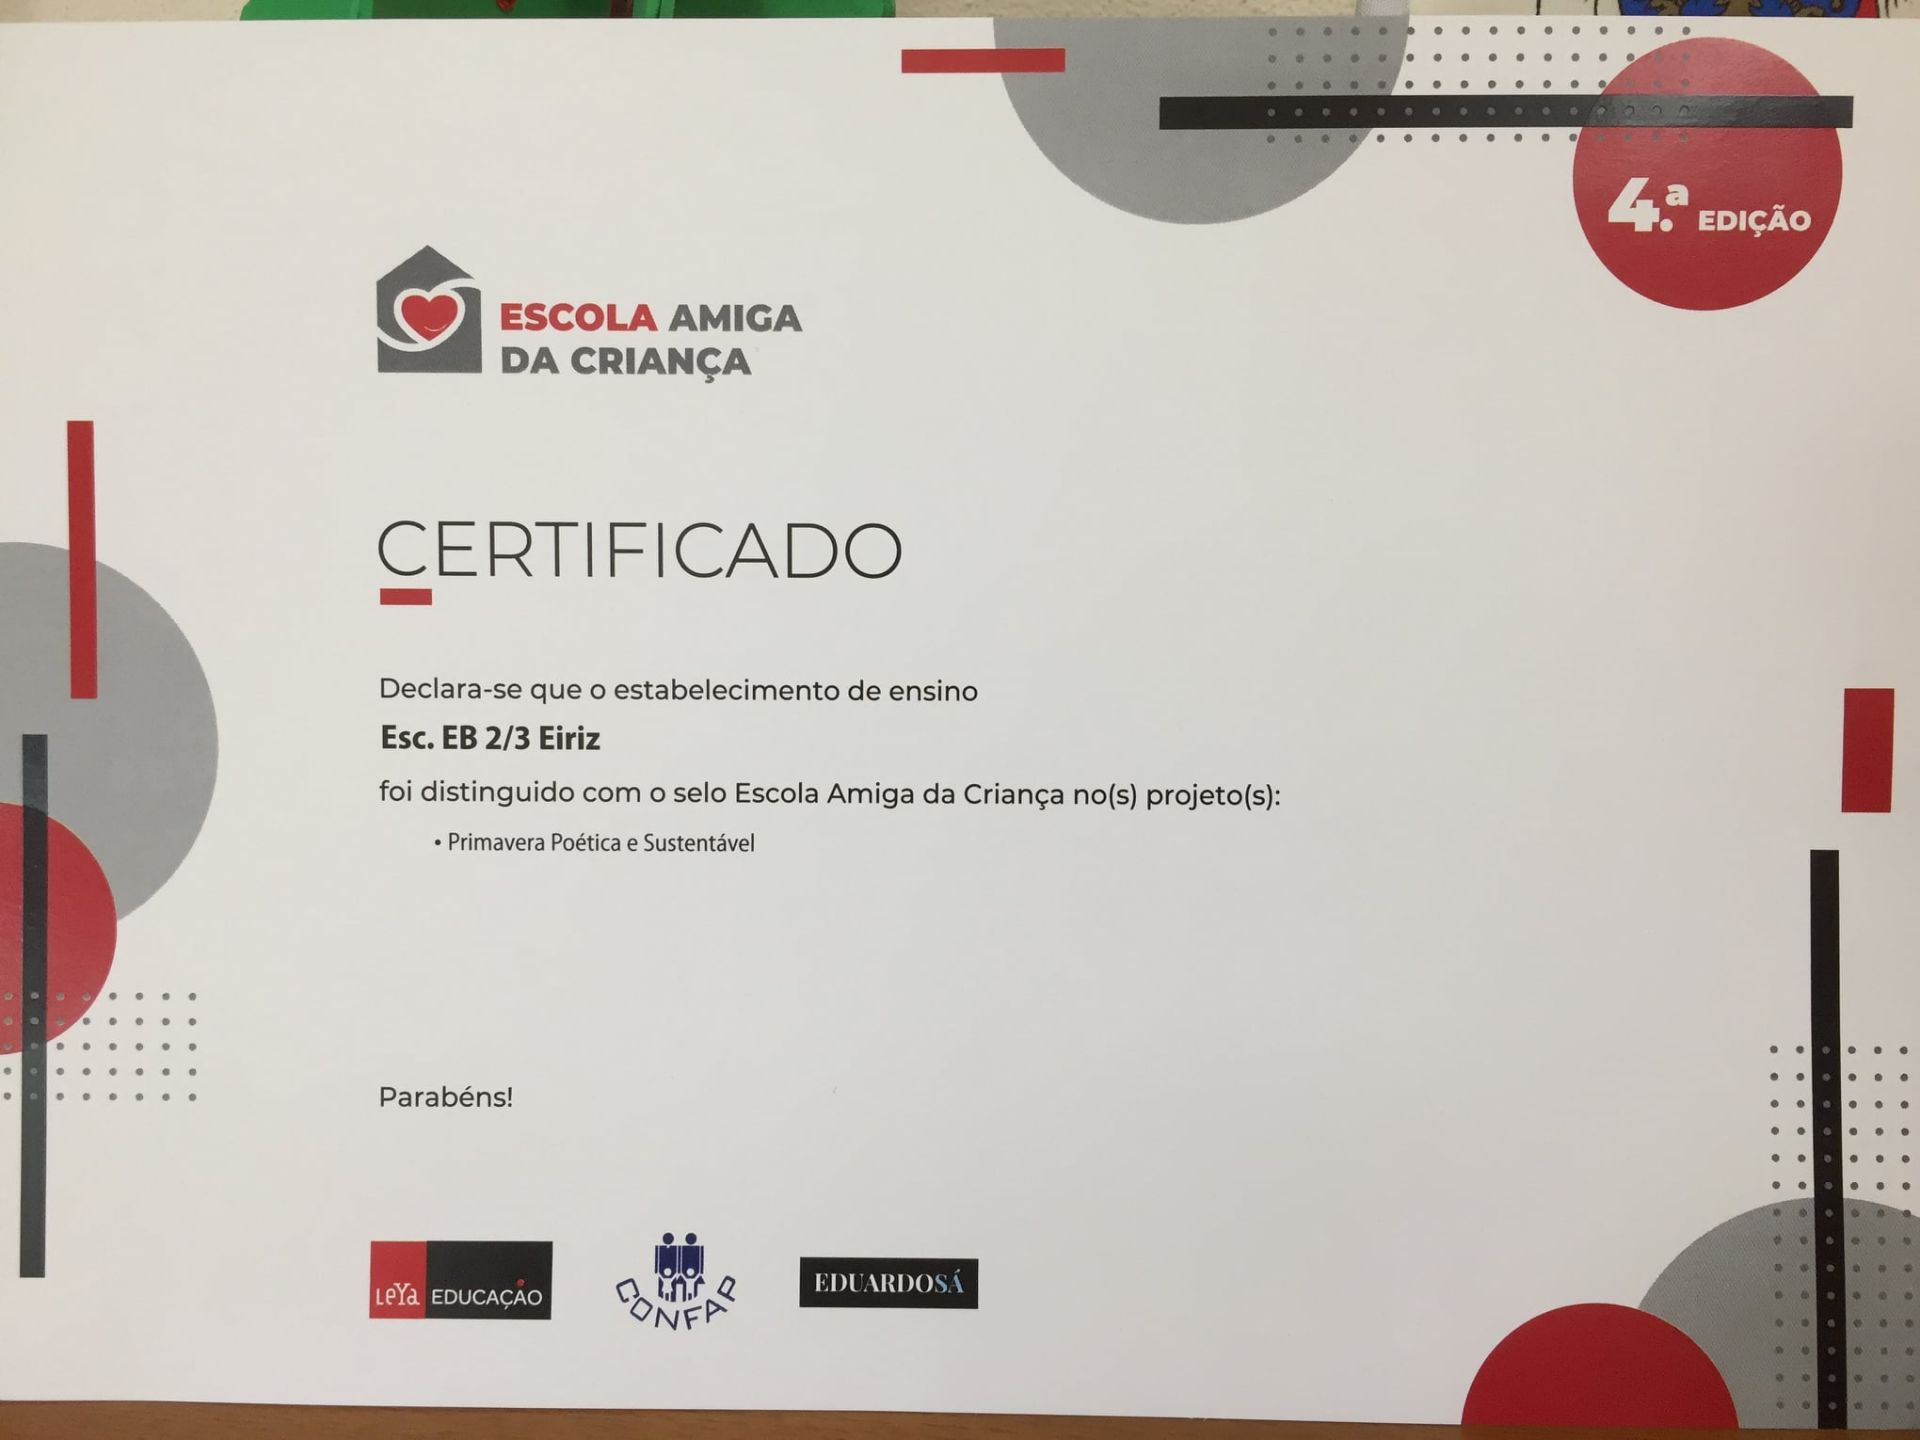 4.ª EDIÇÃO
ESCOLA AMIGA
DA CRIANÇA
CERTIFICADO
Declara-se que o estabelecimento de ensino
Esc. EB 2/3 Eiriz
foi distinguido com o selo Escola Amiga da Criança no(s) projeto(s):
• Primavera Poética e Sustentável
Parabéns!
LeYa EDUCAÇÃO
CONFAP
EDUARDOSÁ